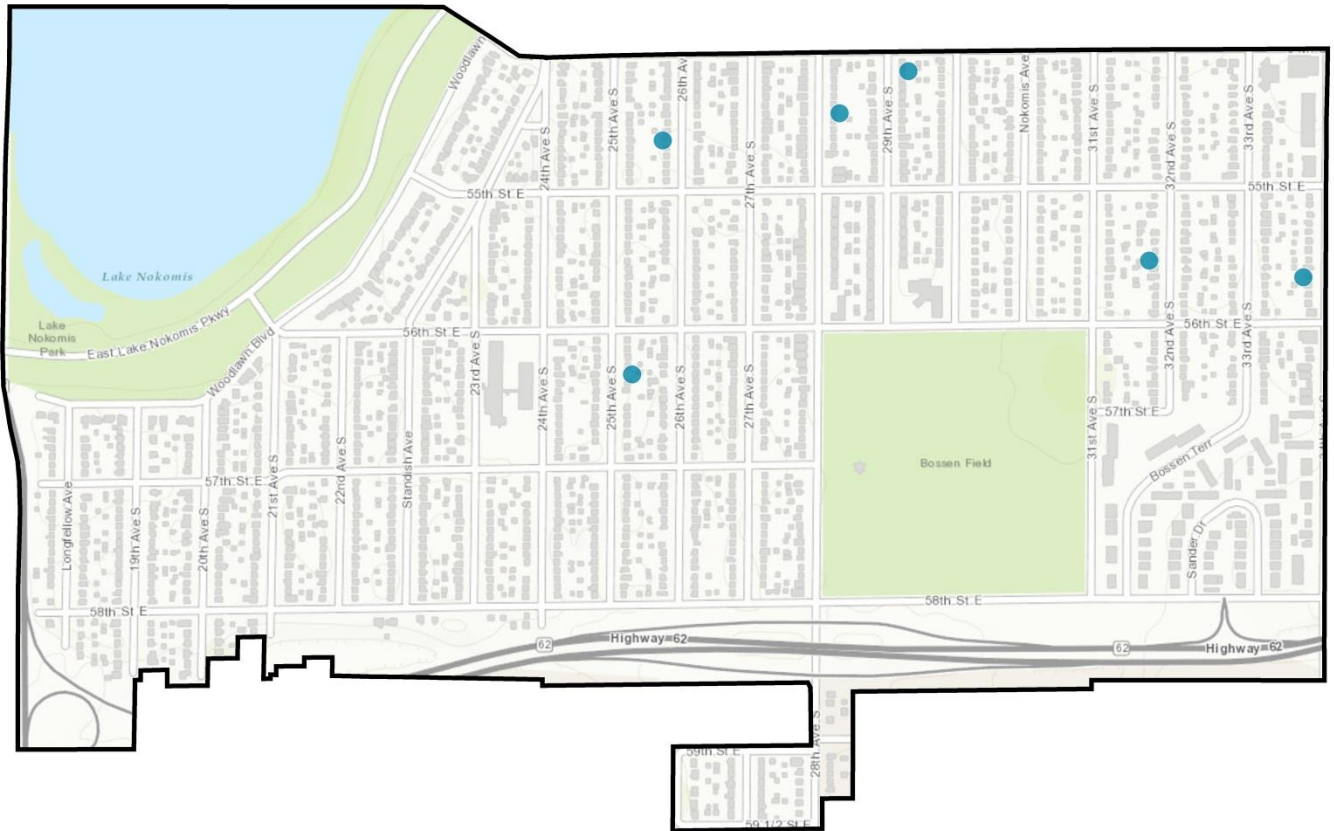 Woodlawn
26th Av
Nokomis Ave
25th Ave S
29th Ave S
31st Ave S
33rd Ave S
24th Ave S
27th Ave S
32nd Ave S
55th St E
55th St E
Lake Nokomis
Lake
Nokomis
Park
East Lake Nokomis Pkwy
Woodlawn Blvd
56th St E
56th St E
23rd Ave S
24th Ave S
25th Ave S
26th Ave S
27th Ave S
32nd Ave S
33rd Ave S
31st Ave S
57th St E
Bossen Terr
Bossen Field
21st Ave S
22nd Ave S
Standish Ave
57th St E
Longfellow Ave
19th Ave S
20th Ave S
Sander Dr
58th St E
58th St E
62
Highway 62
62
Highway 62
28th Ave S
59th St E
59 1/2 St E